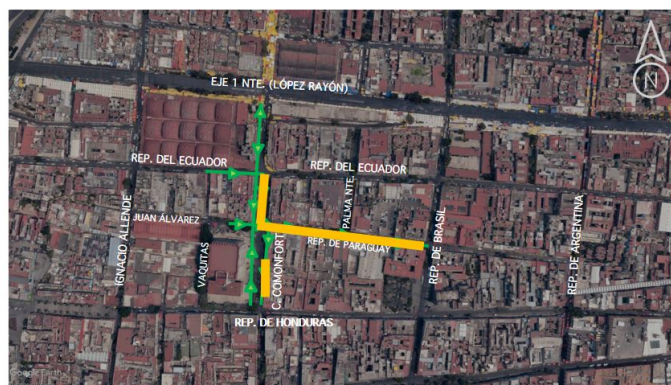 N
EJE 1 NTE. (LÓPEZ RAYÓN)
REP. DEL ECUADOR
REP. DEL ECUADOR
IGNACIO ALLENDE
JUAN ÁLVAREZ
VAQUITAS
C. COMONFORT
PALMA NTE.
REP. DE PARAGUAY
REP. DE BRASIL
REP. DE ARGENTINA
REP. DE HONDURAS
Google Earth